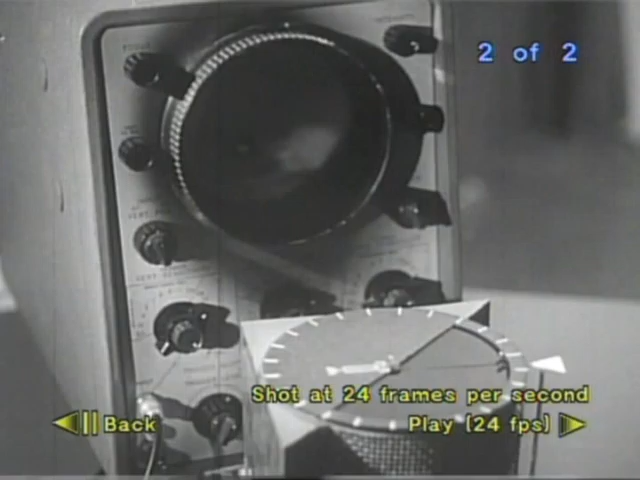 2 of 2
Shot at 24 frames per second
Back
Play (24 fps)